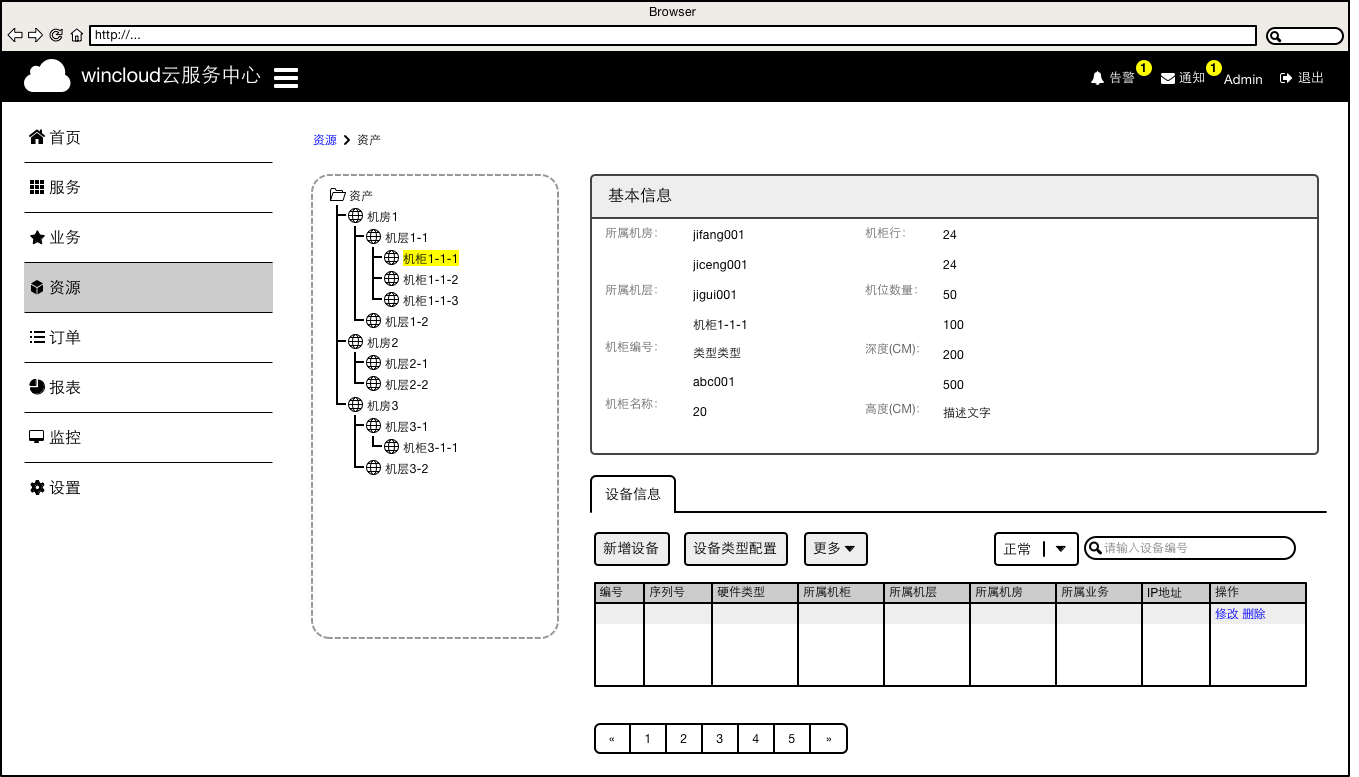 Browser
http://...
wincloud云服务中心
告警 1 通知 1 Admin 退出
首页
服务
业务
资源
订单
报表
监控
设置
资源 资产
资产
机房1
机层1-1
机柜1-1-1
机柜1-1-2
机柜1-1-3
机层1-2
机房2
机层2-1
机层2-2
机房3
机层3-1
机柜3-1-1
机层3-2
基本信息
所属机房： jifang001 机柜行： 24
jiceng001 24
所属机层： jigui001 机位数量： 50
机柜1-1-1 100
机柜编号： 类型类型 深度(CM)： 200
abc001 500
机柜名称： 20 高度(CM)： 描述文字
设备信息
新增设备 设备类型配置 更多 正常 请输入设备编号
编号 序列号 硬件类型 所属机柜 所属机层 所属机房 所属业务 IP地址 操作
修改 删除
« 1 2 3 4 5 »